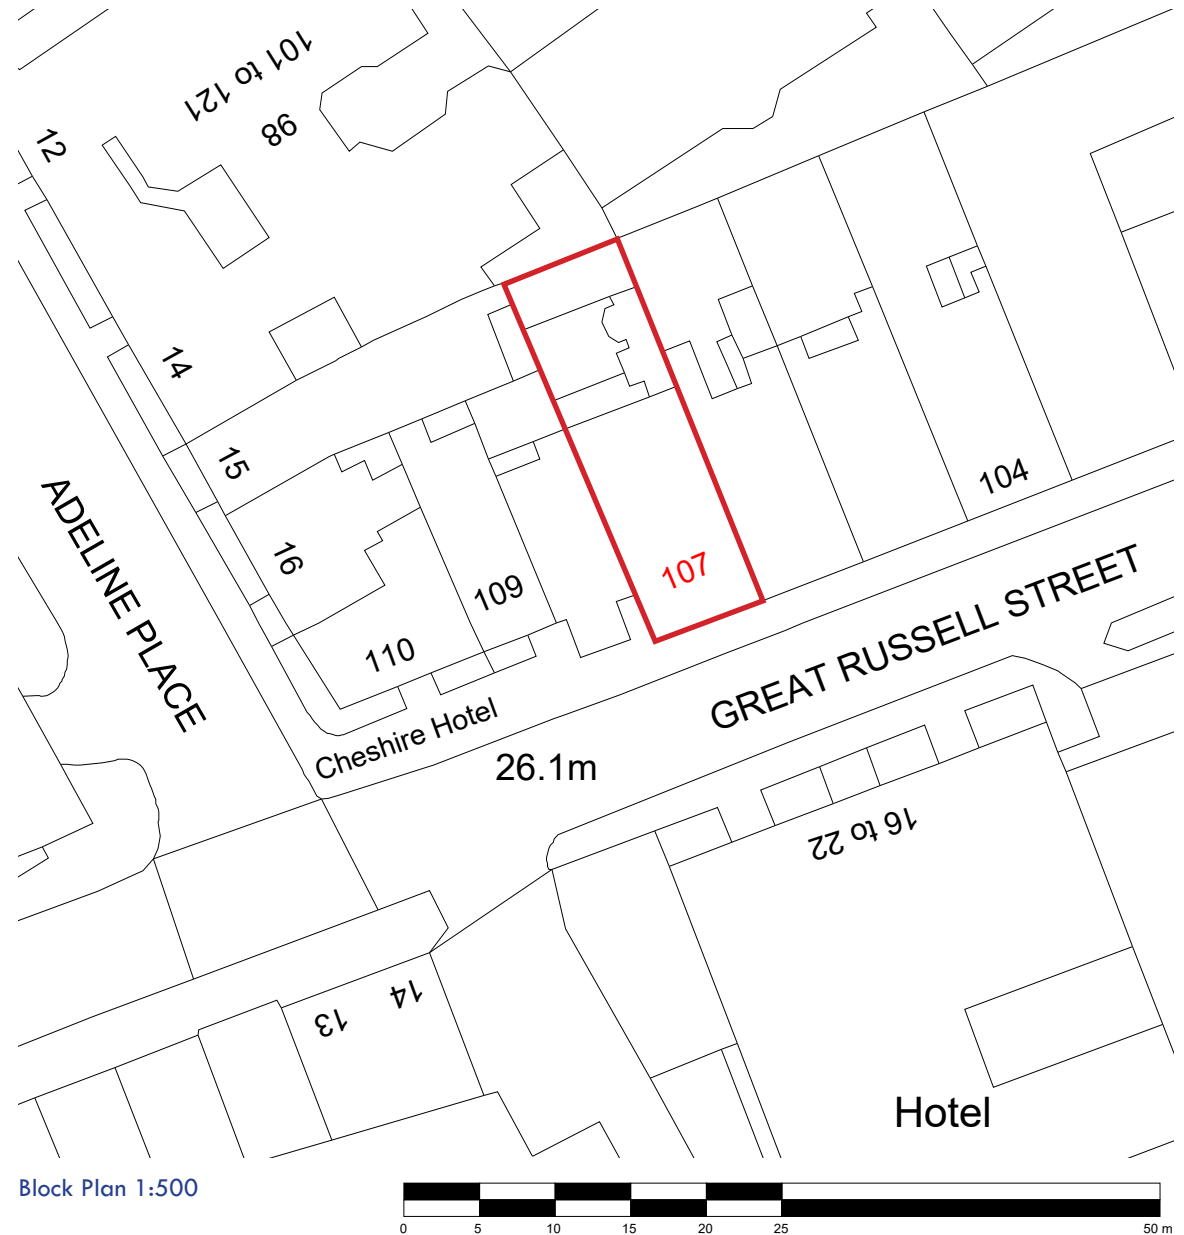 101 to 121
98
12
14
15
16
ADELINE PLACE
110
109
107
104
GREAT RUSSELL STREET
Cheshire Hotel
26.1m
16 to 22
14
13
Hotel
Block Plan 1:500
0 5 10 15 20 25 50 m